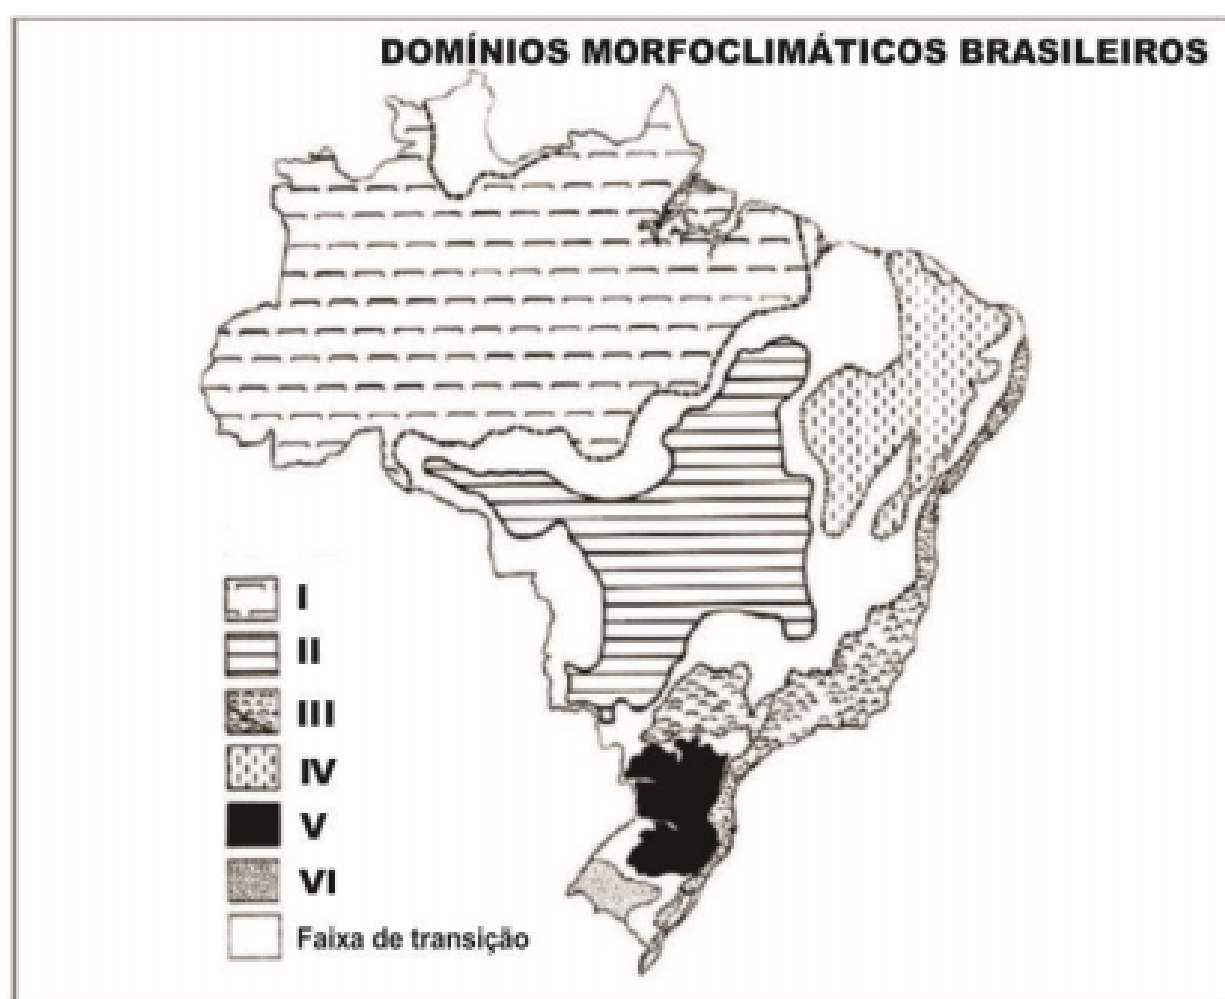 DOMÍNIOS MORFOCLIMÁTICOS BRASILEIROS
I
II
III
IV
V
VI
Faixa de transição